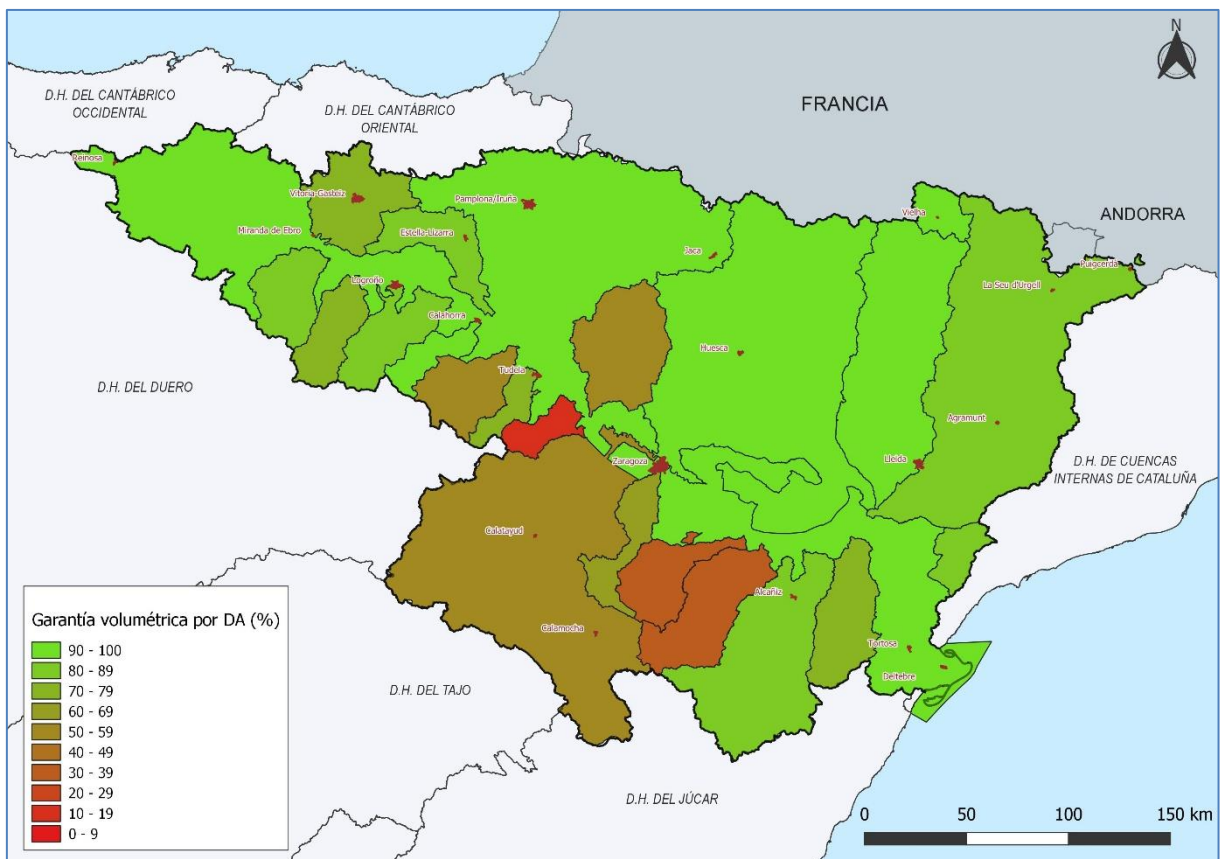 N
D.H. DEL CANTÁBRICO
OCCIDENTAL
D.H. DEL CANTÁBRICO
ORIENTAL
FRANCIA
ANDORRA
Reinosa
Vitoria-Gasteiz
Pamplona/Iruña
Vielha
Miranda de Ebro
Estella-Lizarra
Jaca
Puigcerdà
La Seu d'Urgell
Logroño
Calahorra
Huesca
Tudela
D.H. DEL DUERO
Agramunt
Zaragoza
Lleida
D.H. DE CUENCAS
INTERNAS DE CATALUÑA
Calatayud
Alcañiz
Calamocha
Tortosa
Deltebre
D.H. DEL TAJO
D.H. DEL JÚCAR
Garantía volumétrica por DA (%)
90 - 100
80 - 89
70 - 79
60 - 69
50 - 59
40 - 49
30 - 39
20 - 29
10 - 19
0 - 9
0 50 100 150 km